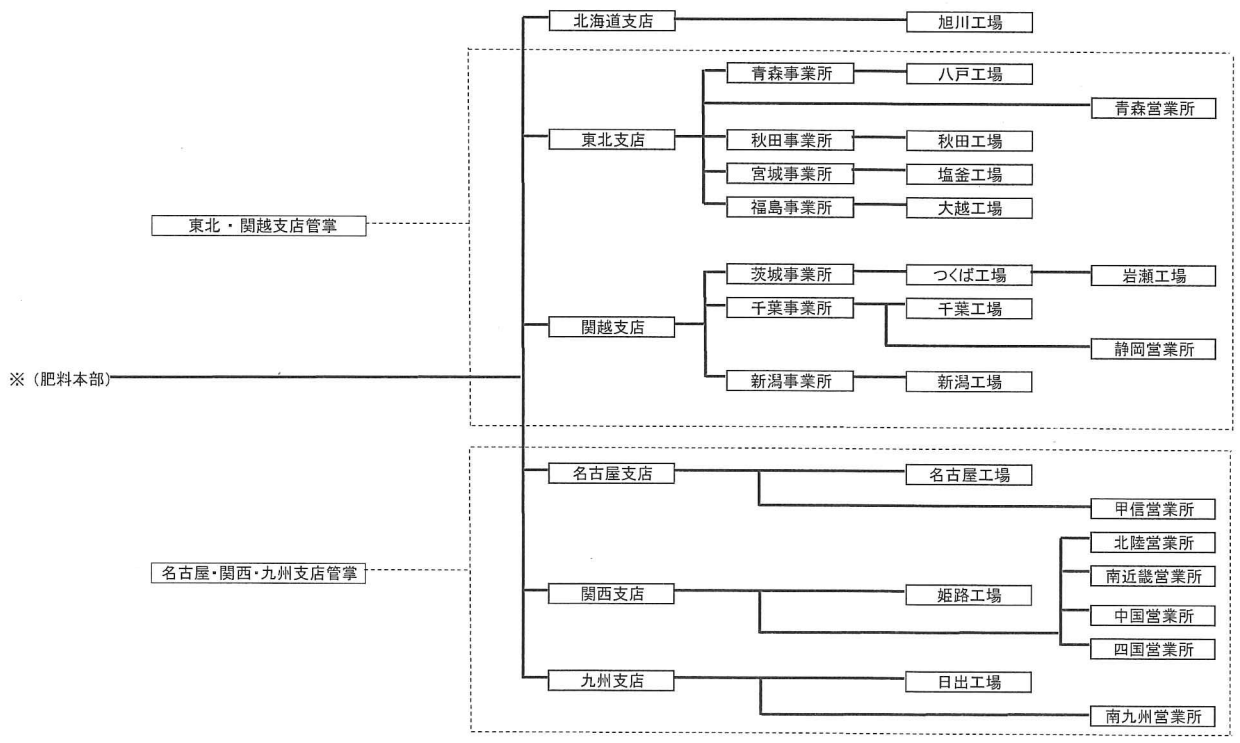 北海道支店 旭川工場
青森事業所 八戸工場
青森営業所
東北支店 秋田事業所 秋田工場
宮城事業所 塩釜工場
福島事業所 大越工場
東北・関越支店管掌
茨城事業所 つくば工場 岩瀬工場
千葉事業所 千葉工場
関越支店
静岡営業所
※（肥料本部）
新潟事業所 新潟工場
名古屋支店 名古屋工場
甲信営業所
北陸営業所
名古屋・関西・九州支店管掌
南近畿営業所
関西支店 姫路工場
中国営業所
四国営業所
九州支店 日出工場
南九州営業所